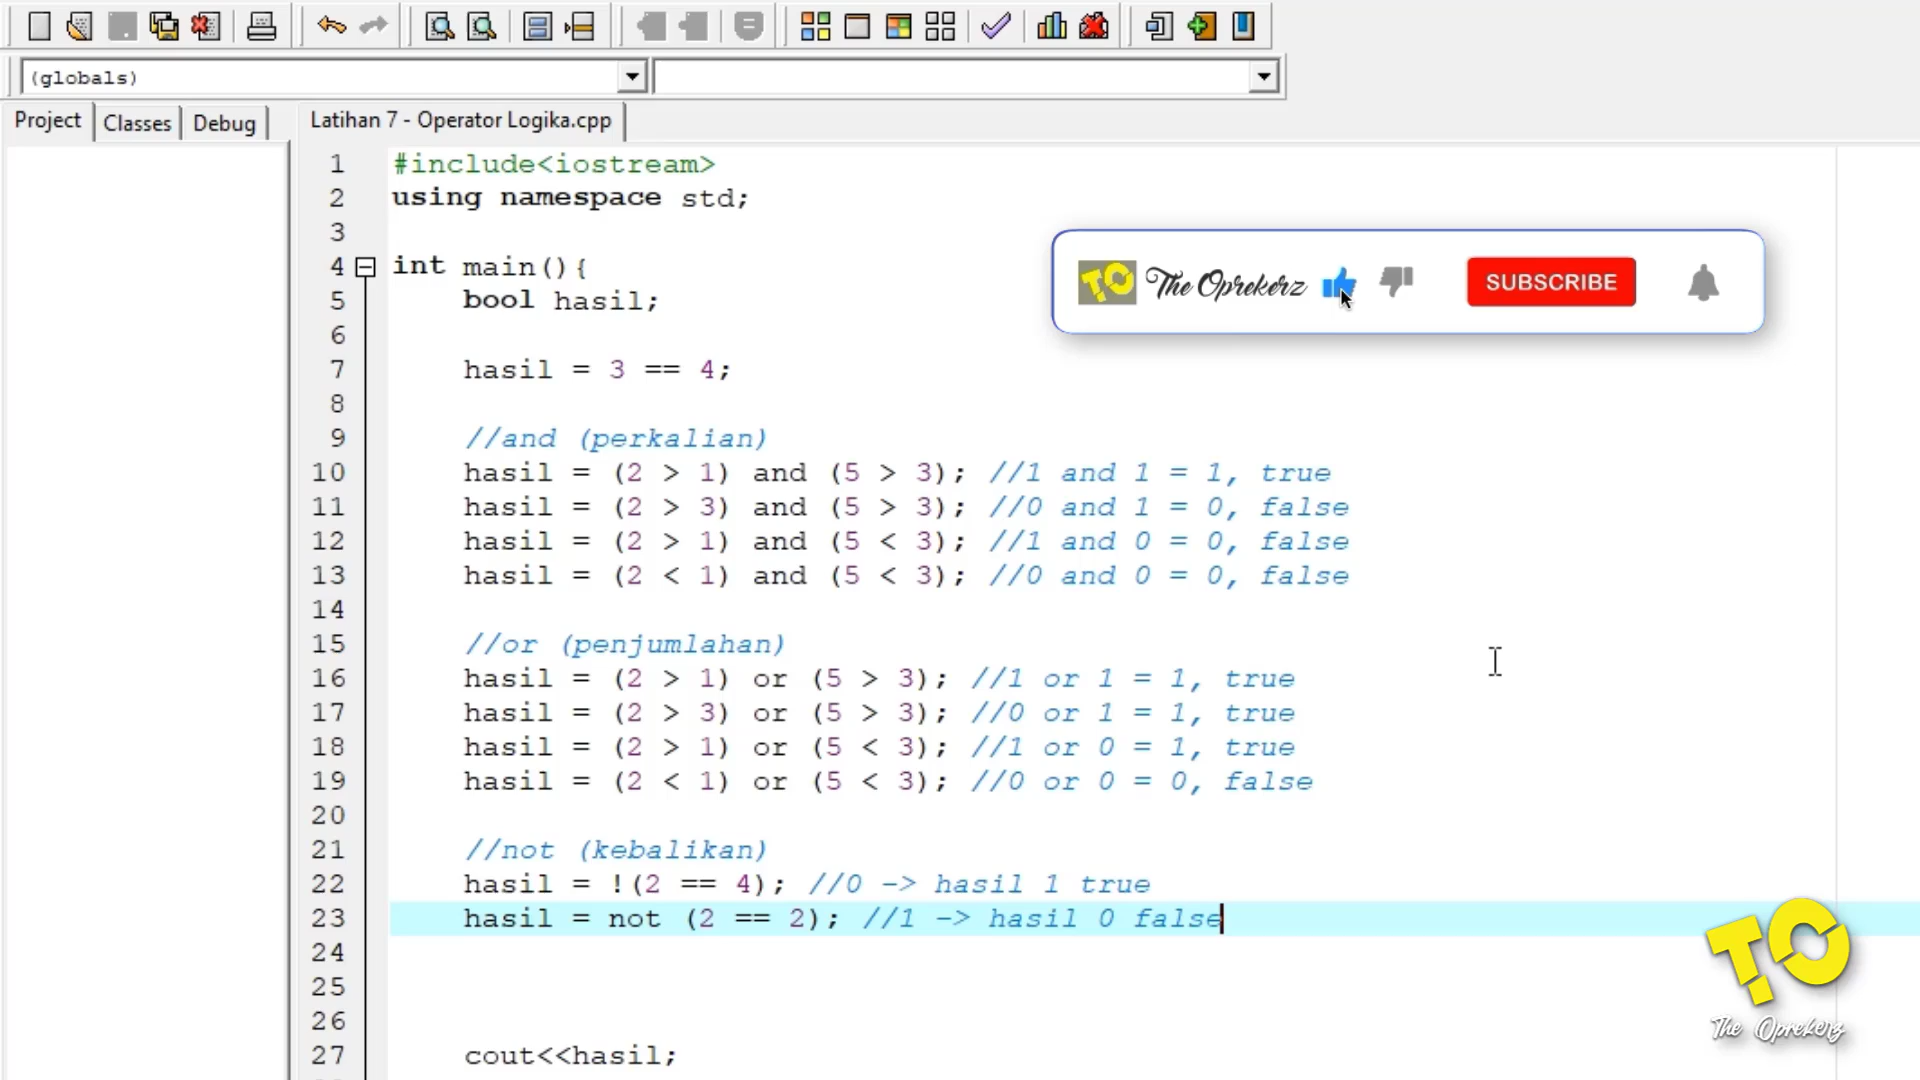 (globals)
Project
Classes
Debug
Latihan 7 - Operator Logika.cpp
1 #include<iostream>
2 using namespace std;
3
4 int main(){
5 bool hasil;
6
7 hasil = 3 == 4;
8
9 //and (perkalian)
10 hasil = (2 > 1) and (5 > 3); //1 and 1 = 1, true
11 hasil = (2 > 3) and (5 > 3); //0 and 1 = 0, false
12 hasil = (2 > 1) and (5 < 3); //1 and 0 = 0, false
13 hasil = (2 < 1) and (5 < 3); //0 and 0 = 0, false
14
15 //or (penjumlahan)
16 hasil = (2 > 1) or (5 > 3); //1 or 1 = 1, true
17 hasil = (2 > 3) or (5 > 3); //0 or 1 = 1, true
18 hasil = (2 > 1) or (5 < 3); //1 or 0 = 1, true
19 hasil = (2 < 1) or (5 < 3); //0 or 0 = 0, false
20
21 //not (kebalikan)
22 hasil = !(2 == 4); //0 -> hasil 1 true
23 hasil = not (2 == 2); //1 -> hasil 0 false
24
25
26
27 cout<<hasil;
TO The Oprekerz
SUBSCRIBE
TO
The Oprekerz